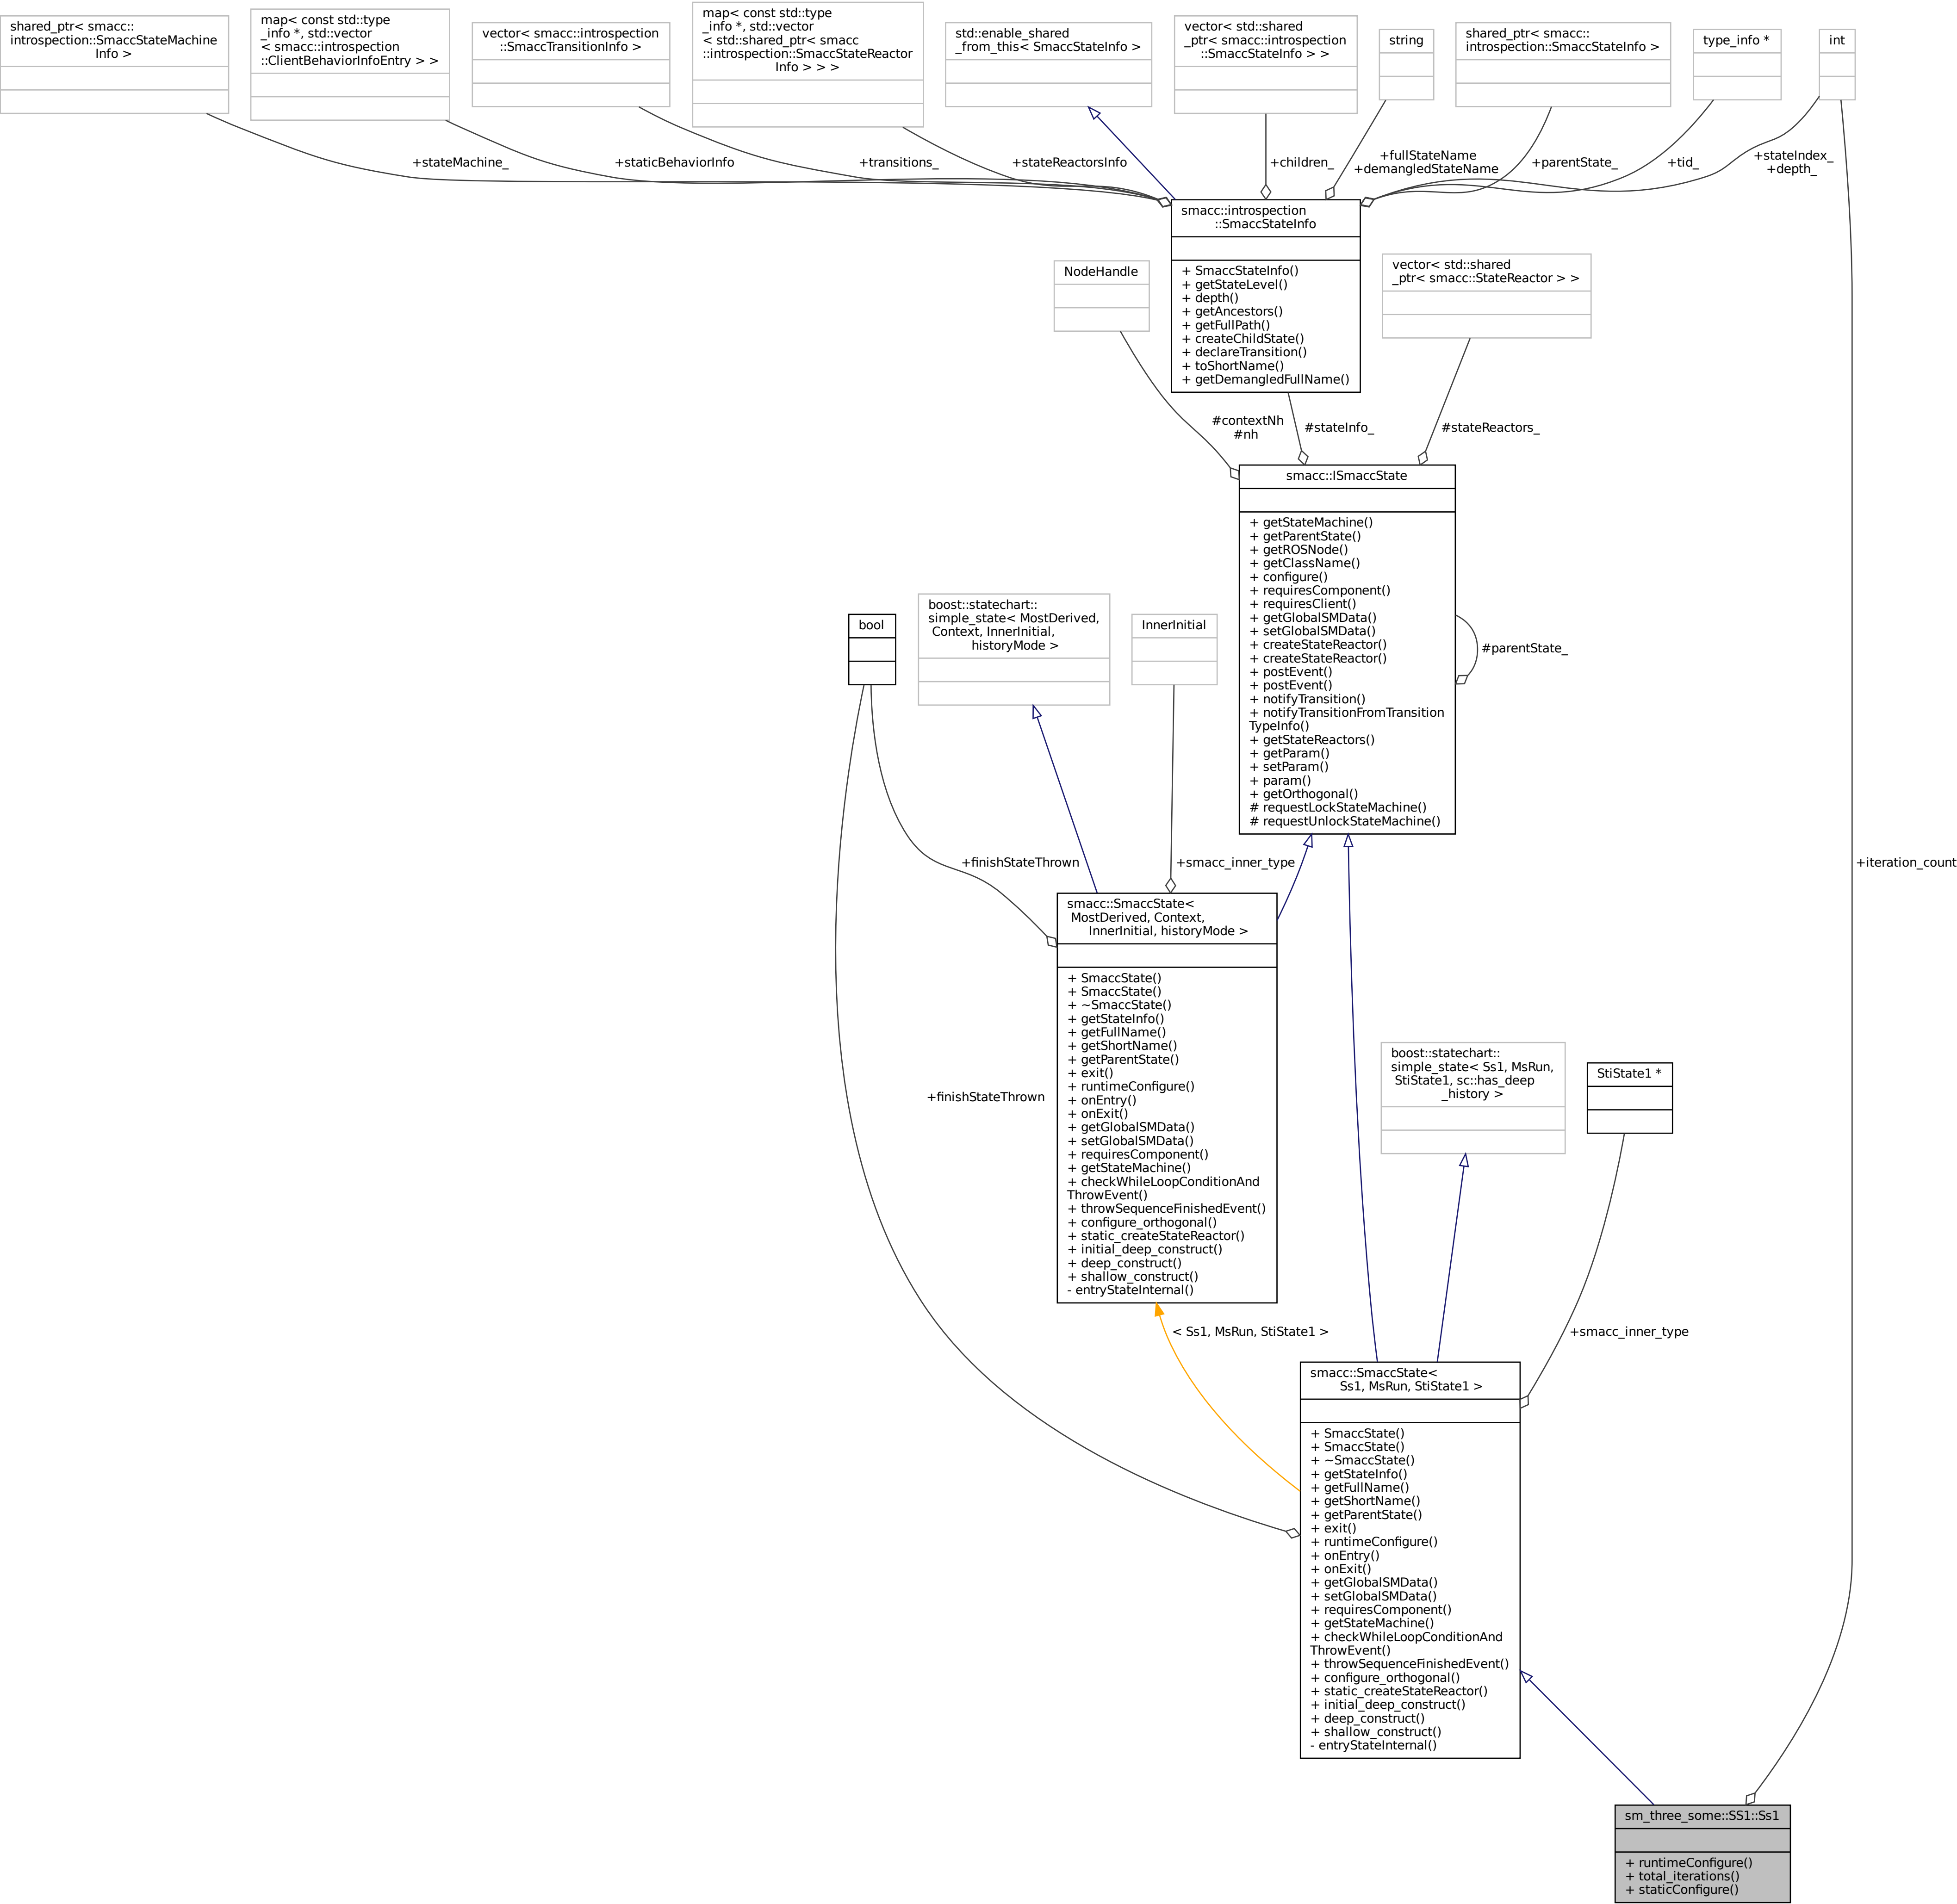 shared_ptr< smacc::
introspection::SmaccStateMachine
Info >
map< const std::type
_info *, std::vector
< smacc::introspection
::ClientBehaviorInfoEntry > >
vector< smacc::introspection
::SmaccTransitionInfo >
map< const std::type
_info *, std::vector
< std::shared_ptr< smacc
::introspection::SmaccStateReactor
Info > > >
std::enable_shared
_from_this< SmaccStateInfo >
vector< std::shared
_ptr< smacc::introspection
::SmaccStateInfo > >
string
shared_ptr< smacc::
introspection::SmaccStateInfo >
type_info *
int
+stateMachine_
+staticBehaviorInfo
+transitions_
+stateReactorsInfo
+children_
+fullStateName
+demangledStateName
+parentState_
+tid_
+stateIndex_
+depth_
smacc::introspection
::SmaccStateInfo
+ SmaccStateInfo()
+ getStateLevel()
+ depth()
+ getAncestors()
+ getFullPath()
+ createChildState()
+ declareTransition()
+ toShortName()
+ getDemangledFullName()
NodeHandle
vector< std::shared
_ptr< smacc::StateReactor > >
#contextNh
#nh
#stateInfo_
#stateReactors_
smacc::ISmaccState
+ getStateMachine()
+ getParentState()
+ getROSNode()
+ getClassName()
+ configure()
+ requiresComponent()
+ requiresClient()
+ getGlobalSMData()
+ setGlobalSMData()
+ createStateReactor()
+ createStateReactor()
+ postEvent()
+ postEvent()
+ notifyTransition()
+ notifyTransitionFromTransition
TypeInfo()
+ getStateReactors()
+ getParam()
+ setParam()
+ param()
+ getOrthogonal()
# requestLockStateMachine()
# requestUnlockStateMachine()
#parentState_
bool
boost::statechart::
simple_state< MostDerived,
Context, InnerInitial,
historyMode >
InnerInitial
+finishStateThrown
+smacc_inner_type
+iteration_count
smacc::SmaccState<
MostDerived, Context,
InnerInitial, historyMode >
+ SmaccState()
+ SmaccState()
+ ~SmaccState()
+ getStateInfo()
+ getFullName()
+ getShortName()
+ getParentState()
+ exit()
+ runtimeConfigure()
+ onEntry()
+ onExit()
+ getGlobalSMData()
+ setGlobalSMData()
+ requiresComponent()
+ getStateMachine()
+ checkWhileLoopConditionAnd
ThrowEvent()
+ throwSequenceFinishedEvent()
+ configure_orthogonal()
+ static_createStateReactor()
+ initial_deep_construct()
+ deep_construct()
+ shallow_construct()
- entryStateInternal()
+finishStateThrown
boost::statechart::
simple_state< Ss1, MsRun,
StiState1, sc::has_deep
_history >
StiState1 *
< Ss1, MsRun, StiState1 >
+smacc_inner_type
smacc::SmaccState<
Ss1, MsRun, StiState1 >
+ SmaccState()
+ SmaccState()
+ ~SmaccState()
+ getStateInfo()
+ getFullName()
+ getShortName()
+ getParentState()
+ exit()
+ runtimeConfigure()
+ onEntry()
+ onExit()
+ getGlobalSMData()
+ setGlobalSMData()
+ requiresComponent()
+ getStateMachine()
+ checkWhileLoopConditionAnd
ThrowEvent()
+ throwSequenceFinishedEvent()
+ configure_orthogonal()
+ static_createStateReactor()
+ initial_deep_construct()
+ deep_construct()
+ shallow_construct()
- entryStateInternal()
sm_three_some::SS1::Ss1
+ runtimeConfigure()
+ total_iterations()
+ staticConfigure()